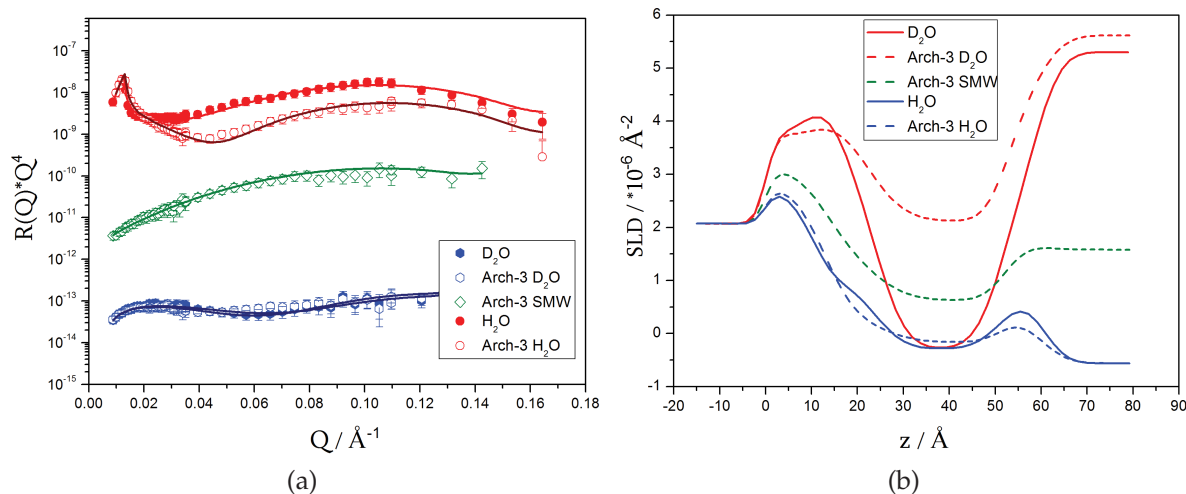 10⁻⁷
10⁻⁸
10⁻⁹
10⁻¹⁰
10⁻¹¹
10⁻¹²
10⁻¹³
10⁻¹⁴
10⁻¹⁵
R(Q)*Q⁴
D₂O
Arch-3 D₂O
Arch-3 SMW
H₂O
Arch-3 H₂O
0.00 0.02 0.04 0.06 0.08 0.10 0.12 0.14 0.16 0.18
Q / Å⁻¹
(a)
6
5
4
3
2
1
0
-1
SLD / *10⁻⁶ Å⁻²
D₂O
Arch-3 D₂O
Arch-3 SMW
H₂O
Arch-3 H₂O
-20 -10 0 10 20 30 40 50 60 70 80 90
z / Å
(b)